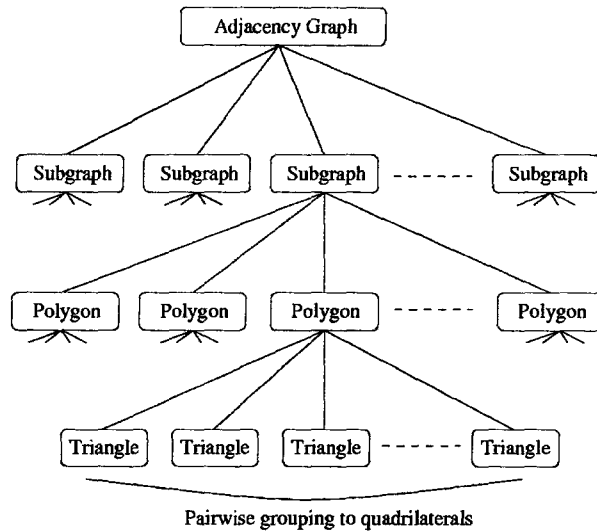 Adjacency Graph
Subgraph Subgraph Subgraph Subgraph
Polygon Polygon Polygon Polygon
Triangle Triangle Triangle Triangle
Pairwise grouping to quadrilaterals